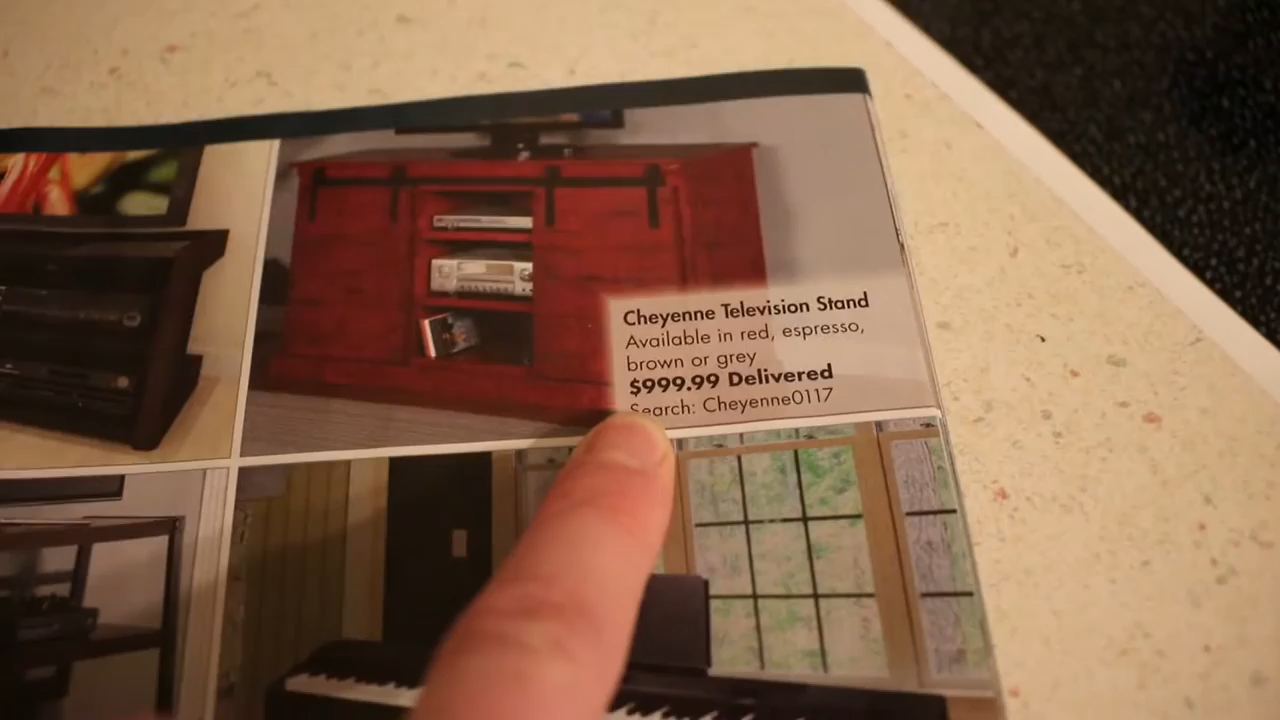 Cheyenne Television Stand
Available in red, espresso,
brown or grey
$999.99 Delivered
Search: Cheyenne0117